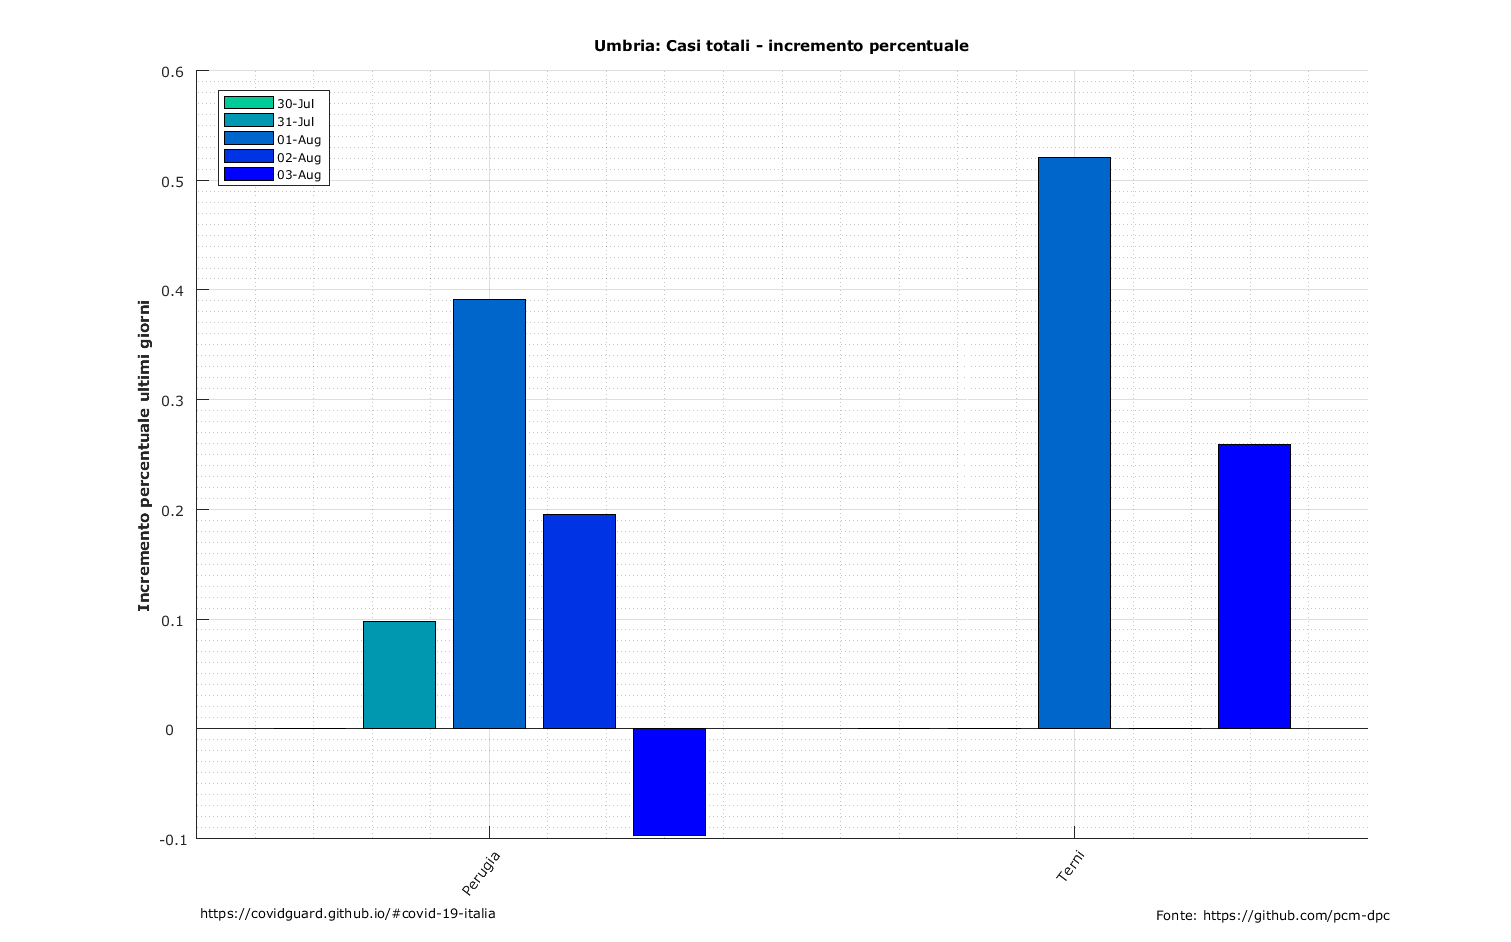 Umbria: Casi totali - incremento percentuale
0.6
0.5
0.4
0.3
0.2
0.1
0
-0.1
Incremento percentuale ultimi giorni
30-Jul
31-Jul
01-Aug
02-Aug
03-Aug
Perugia
Terni
https://covidguard.github.io/#covid-19-italia
Fonte: https://github.com/pcm-dpc